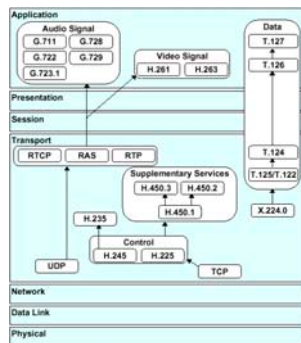 Application
Audio Signal
G.711 G.728
G.722 G.729
G.723.1
Video Signal
H.261 H.263
Data
T.127
T.126
Presentation
Session
Transport
RTCP RAS RTP
Supplementary Services
H.450.3 H.450.2
H.450.1
T.124
T.125/T.122
X.224.0
H.235
Control
H.245 H.225
UDP
TCP
Network
Data Link
Physical